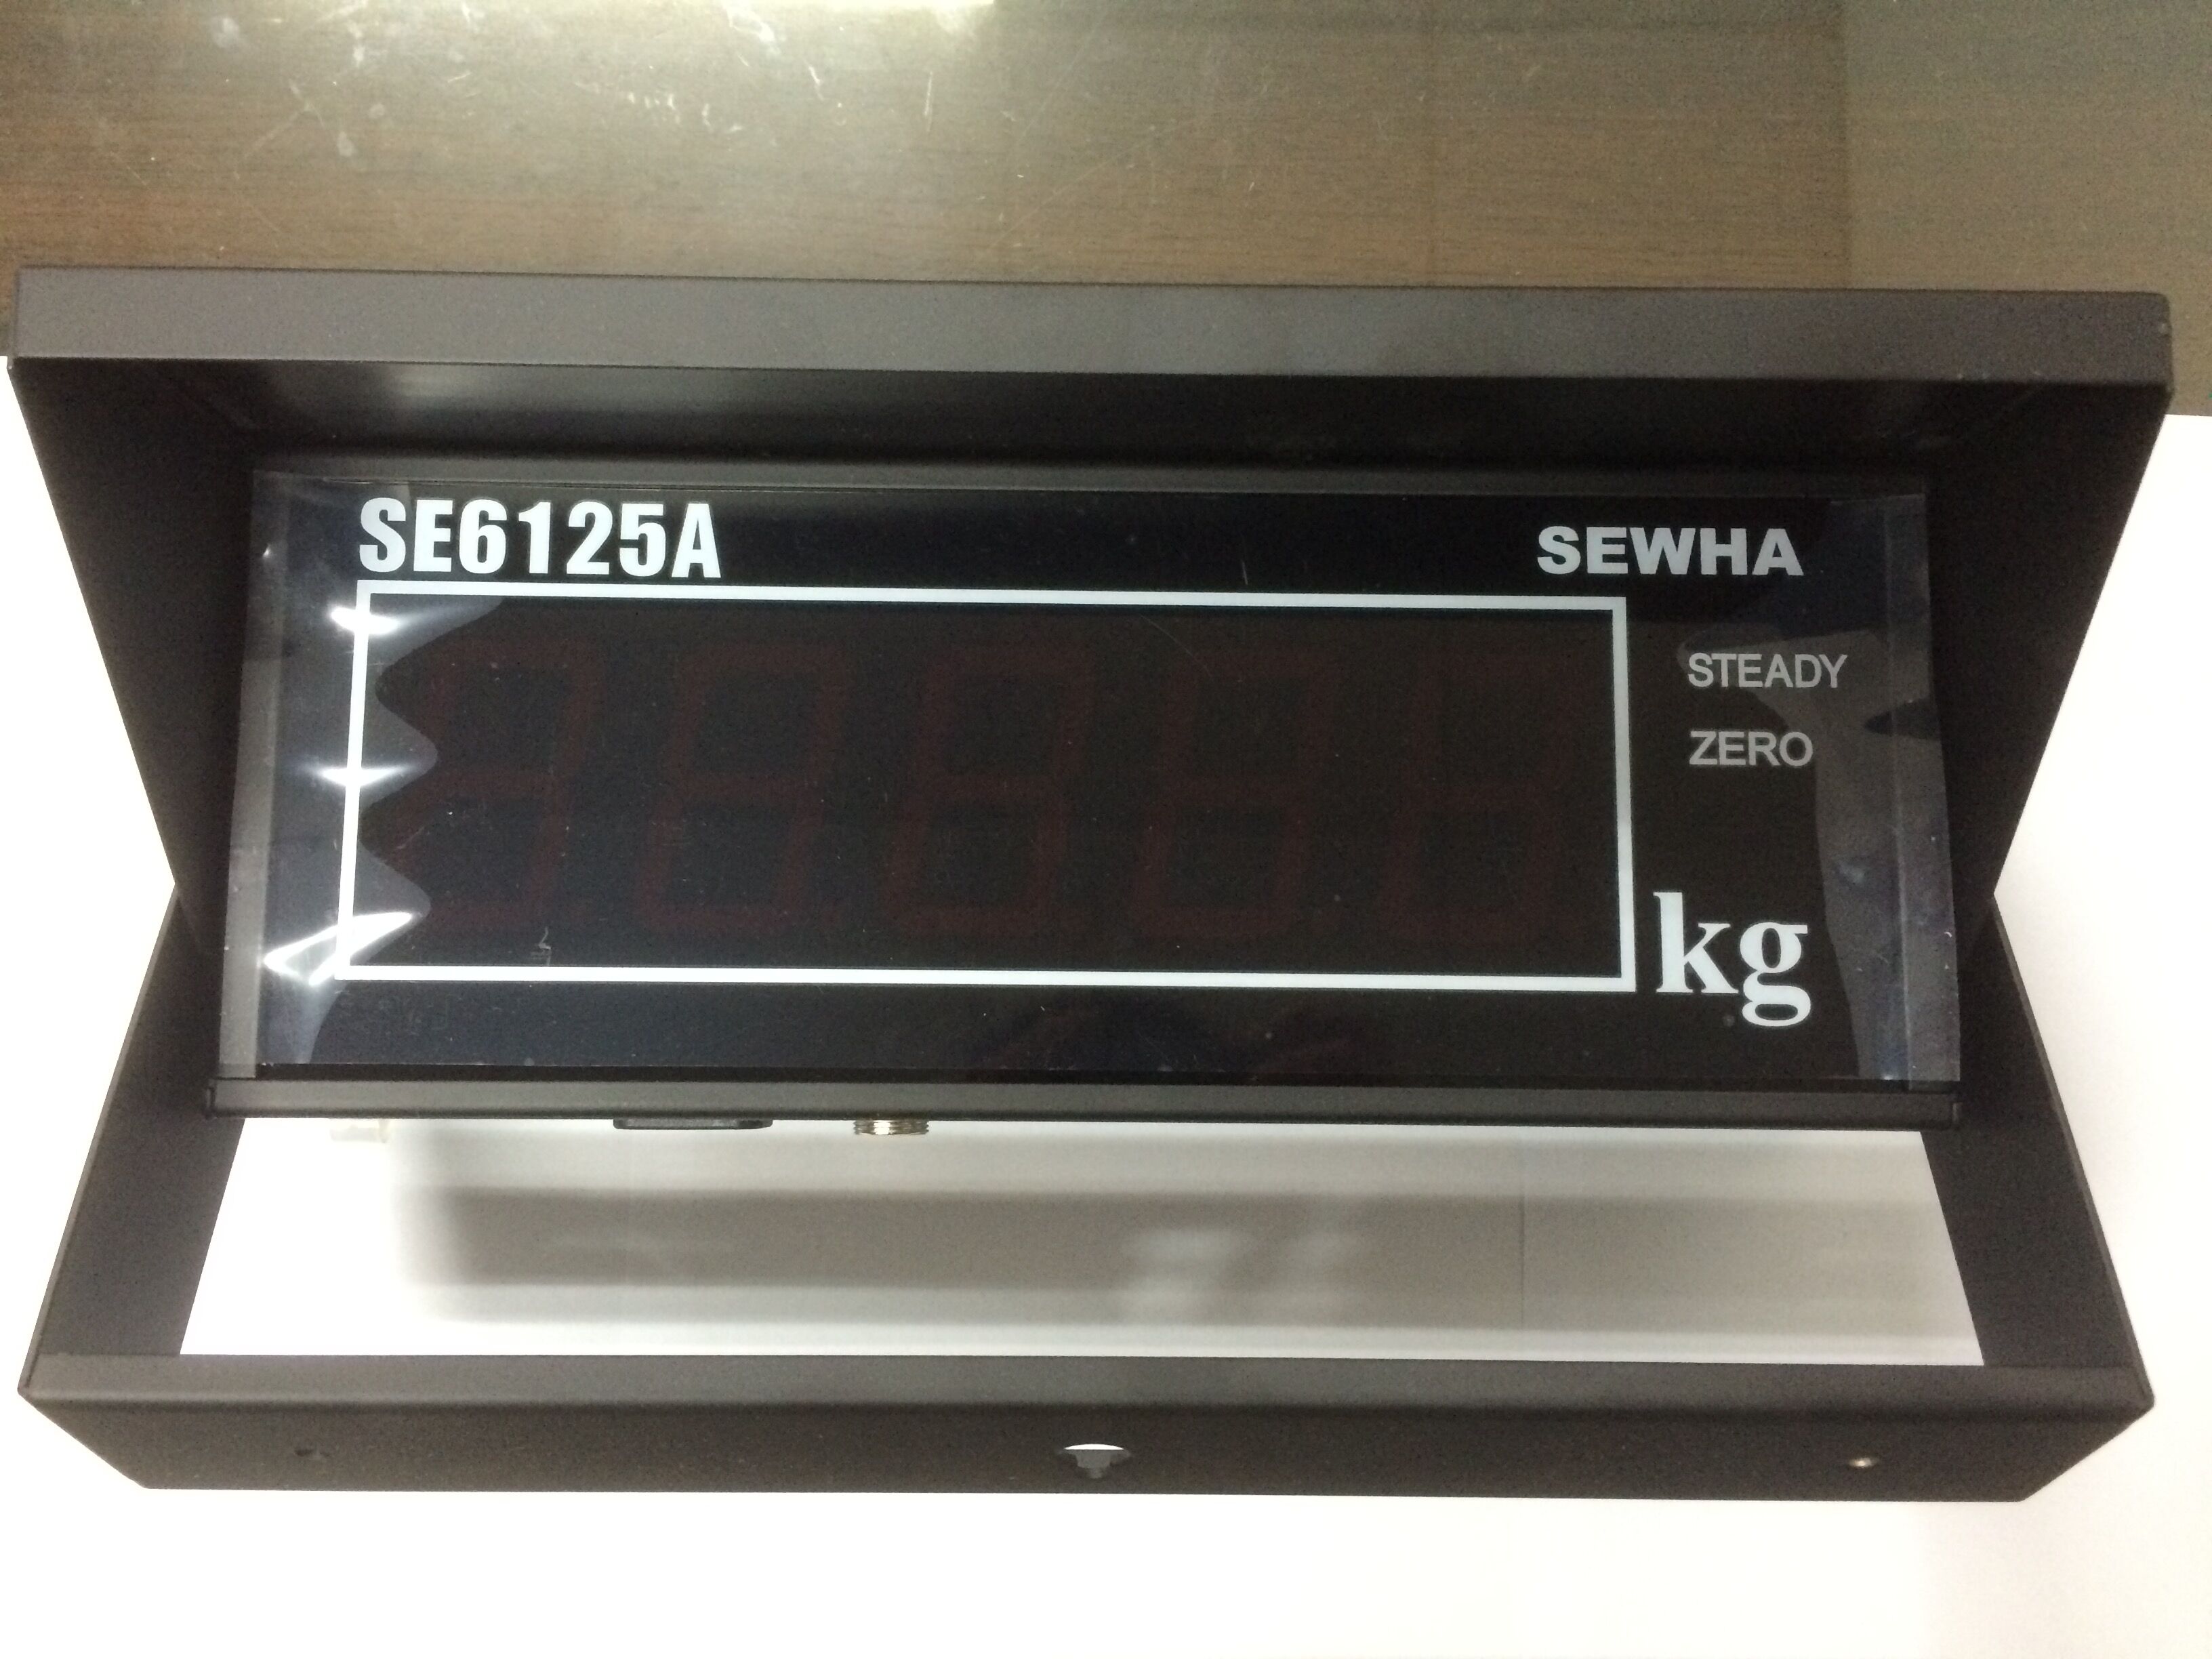 SE6125A
SEWHA
STEADY
ZERO
kg